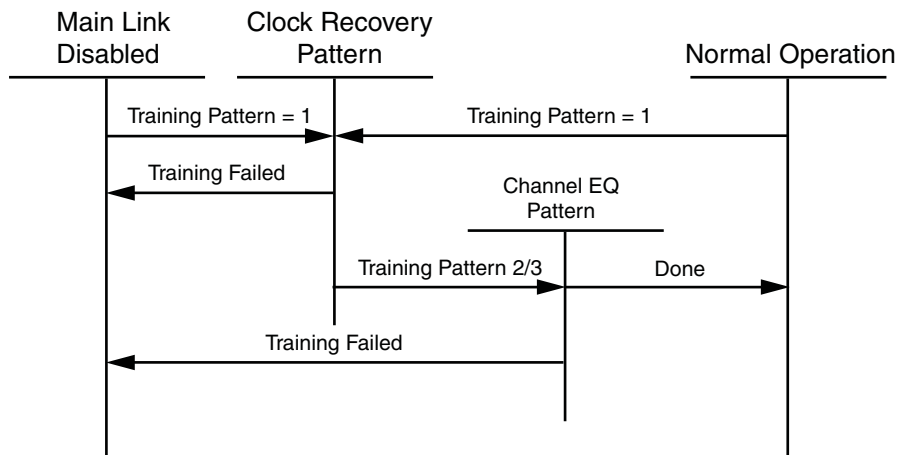 Main Link
Disabled
Clock Recovery
Pattern
Normal Operation
Training Pattern = 1
Training Pattern = 1
Training Failed
Channel EQ
Pattern
Training Pattern 2/3
Done
Training Failed